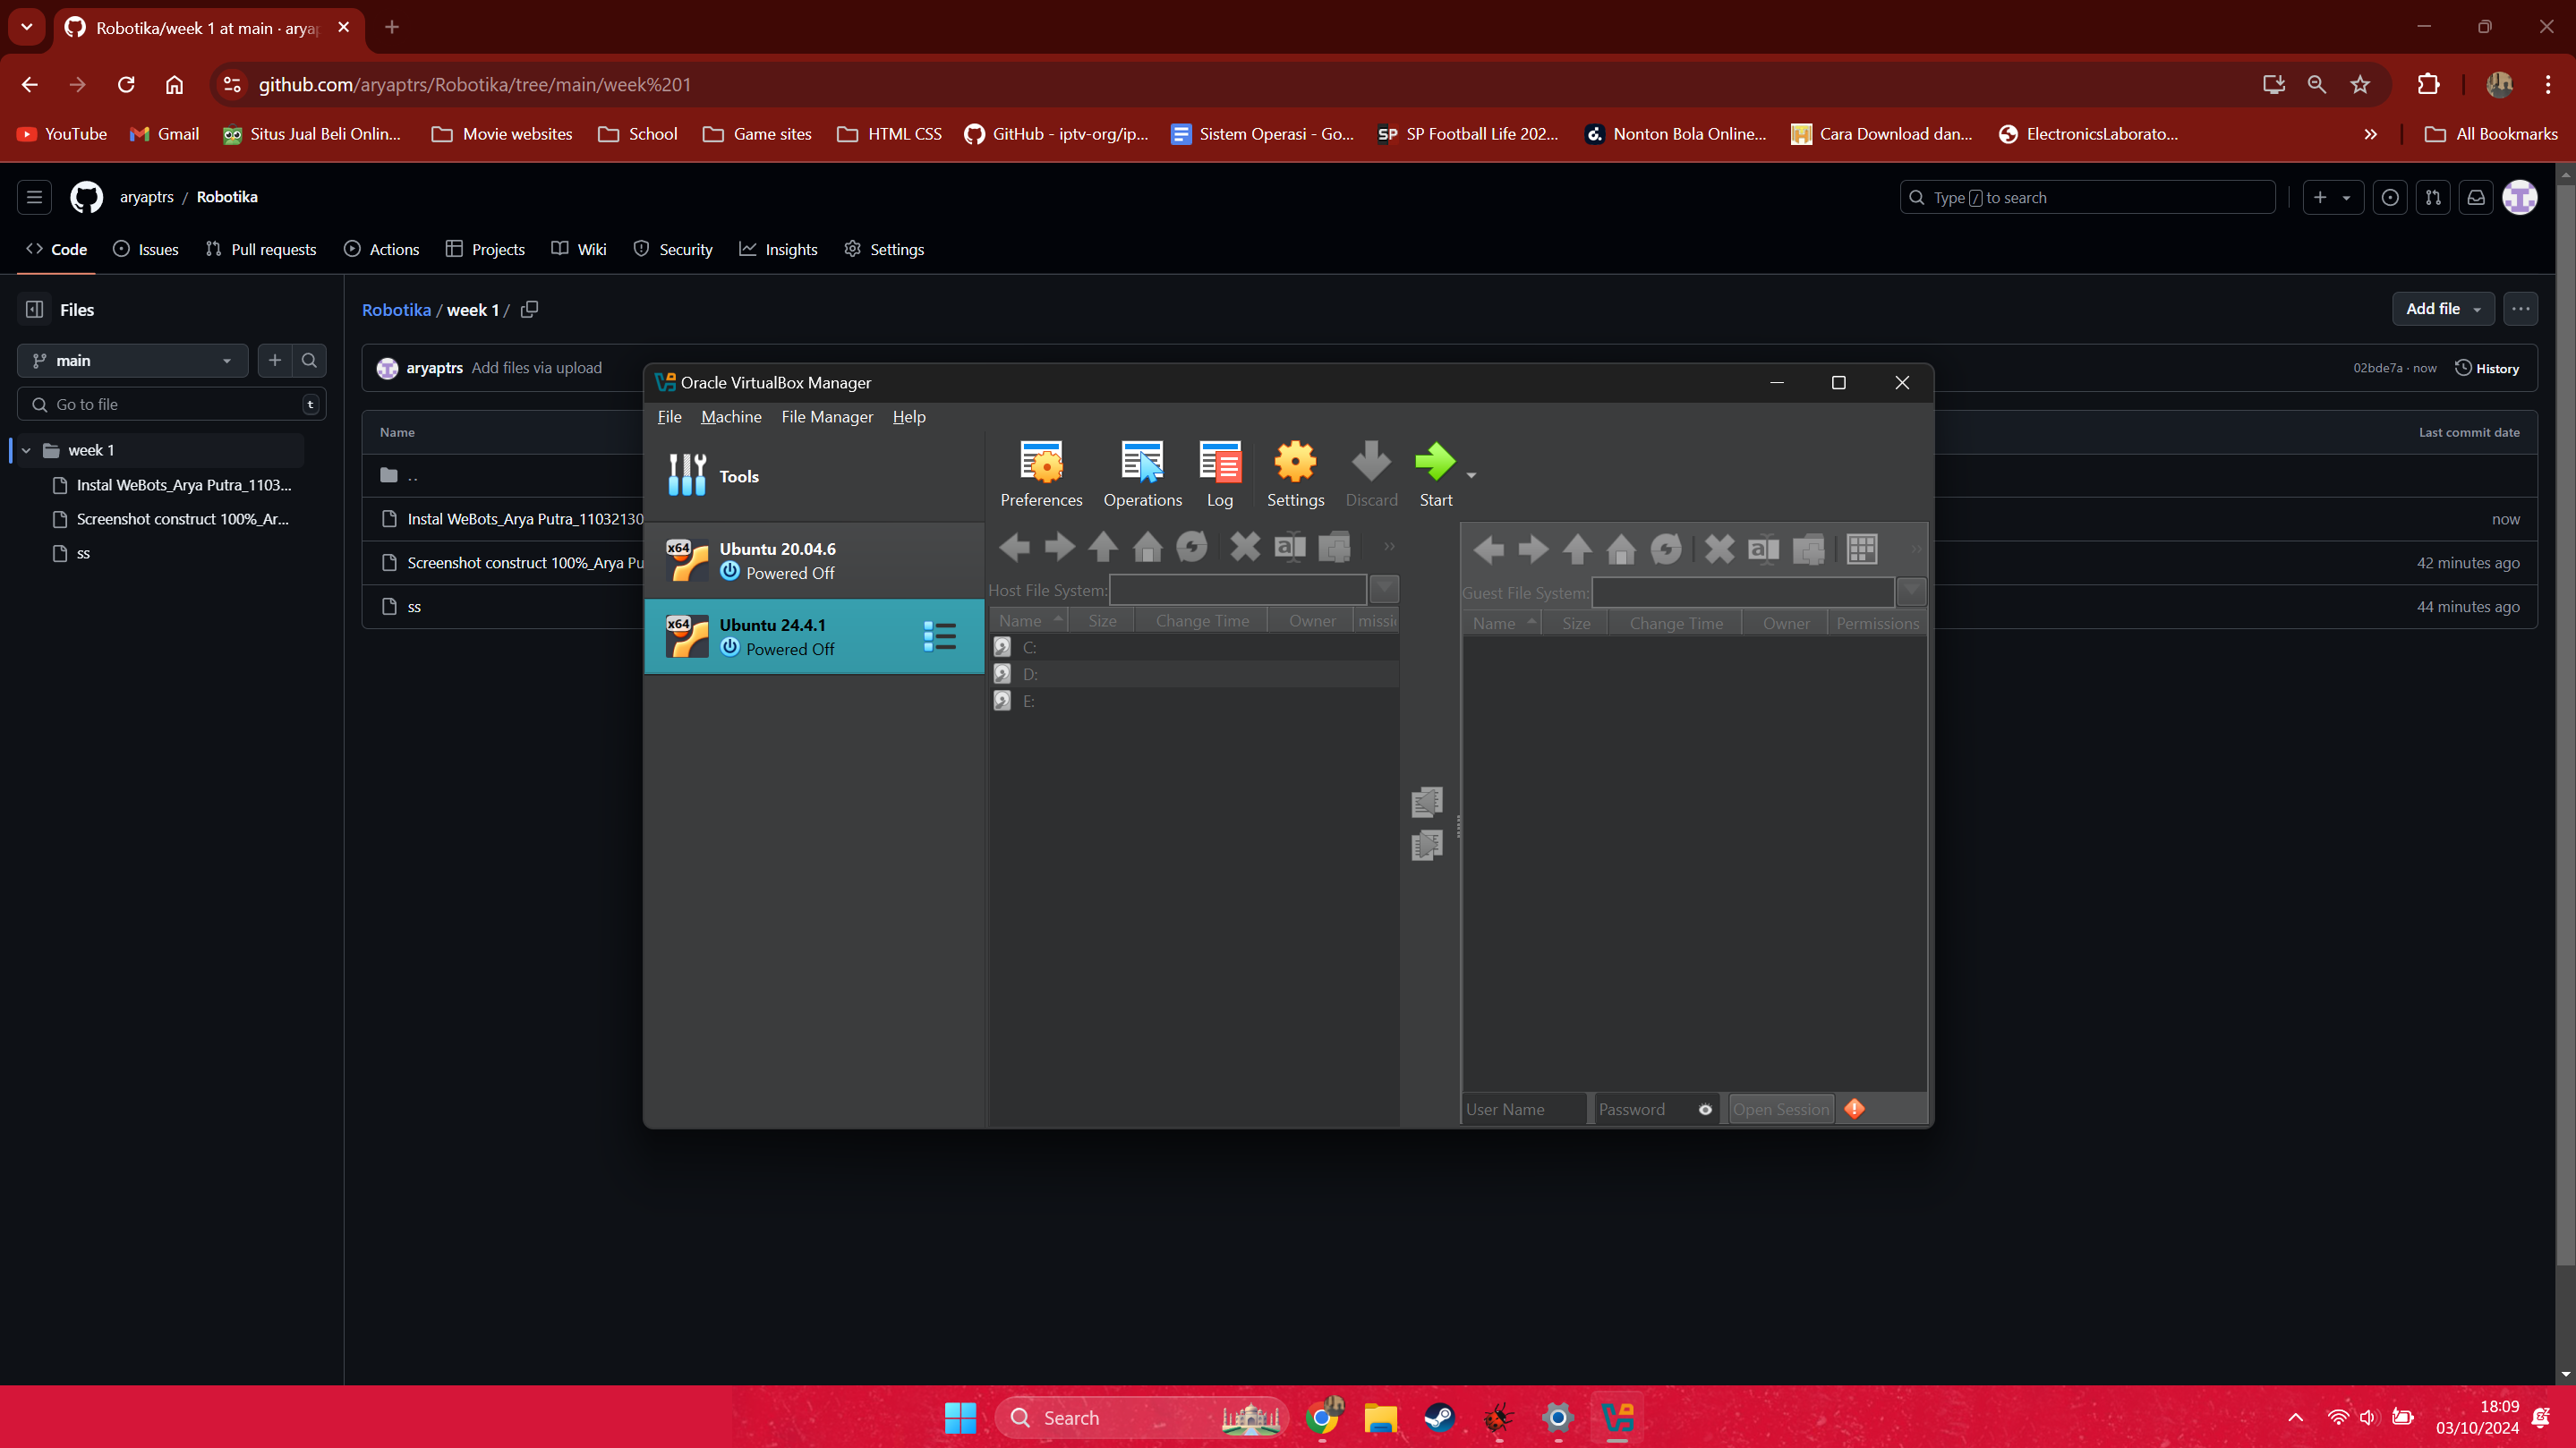 Robotika/week 1 at main · aryap
github.com/aryaptrs/Robotika/tree/main/week%201
YouTube
Gmail
Situs Jual Beli Onlin...
Movie websites
School
Game sites
HTML CSS
GitHub - iptv-org/ip...
Sistem Operasi - Go...
SP Football Life 202...
Nonton Bola Online...
Cara Download dan...
ElectronicsLaborato...
All Bookmarks
aryaptrs / Robotika
Type / to search
Code
Issues
Pull requests
Actions
Projects
Wiki
Security
Insights
Settings
Files
main
Go to file
t
week 1
Instal WeBots_Arya Putra_1103...
Screenshot construct 100%_Ar...
ss
Robotika / week 1 /
Add file
aryaptrs Add files via upload
02bde7a · now
History
Name
Last commit date
..
Instal WeBots_Arya Putra_11032130
now
Screenshot construct 100%_Arya Pu
42 minutes ago
ss
44 minutes ago
Oracle VirtualBox Manager
File
Machine
File Manager
Help
Tools
Preferences
Operations
Log
Settings
Discard
Start
x64
Ubuntu 20.04.6
Powered Off
x64
Ubuntu 24.4.1
Powered Off
Host File System:
Name
Size
Change Time
Owner
missi
C:
D:
E:
Guest File System:
Name
Size
Change Time
Owner
Permissions
User Name
Password
Open Session
Search
18:09
03/10/2024